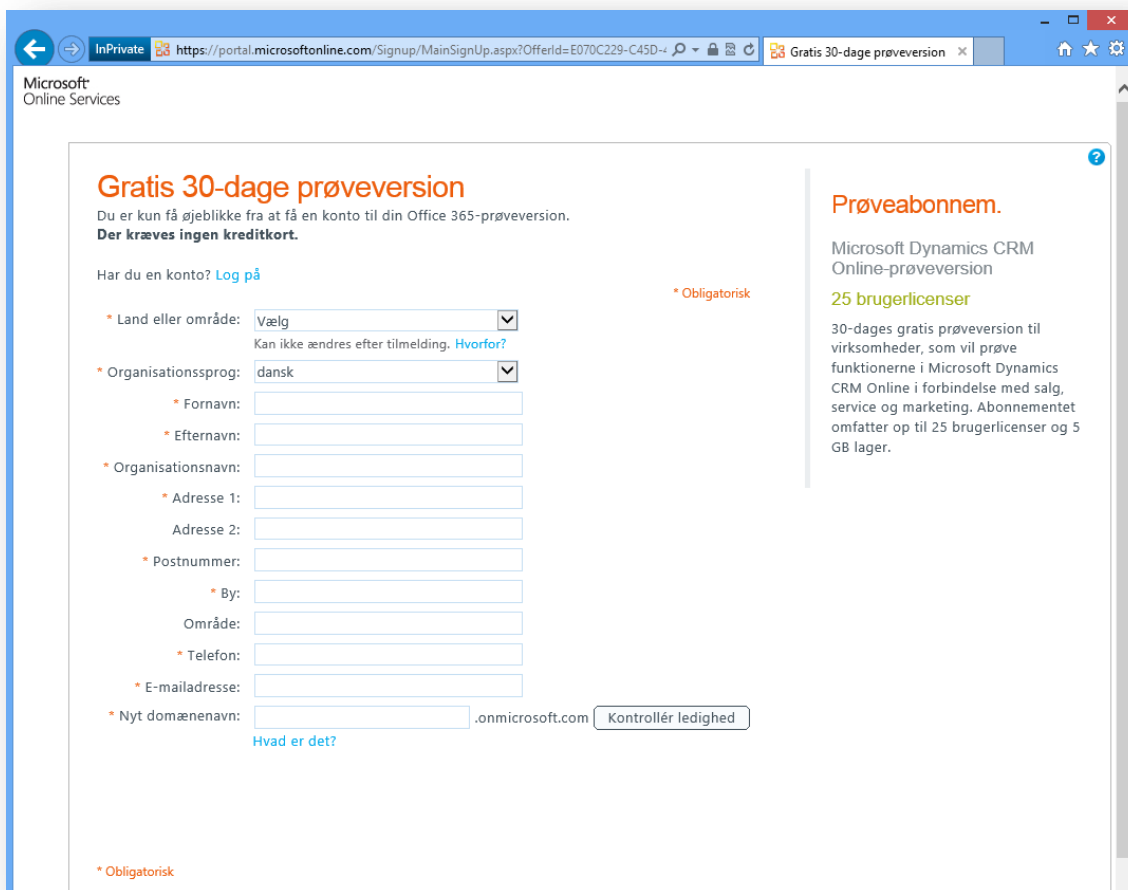 InPrivate https://portal.microsoftonline.com/Signup/MainSignUp.aspx?OfferId=E070C229-C45D-4 Gratis 30-dage prøveversion
Microsoft
Online Services
Gratis 30-dage prøveversion
Du er kun få øjeblikke fra at få en konto til din Office 365-prøveversion.
Der kræves ingen kreditkort.
Har du en konto? Log på
* Obligatorisk
* Land eller område: Vælg
Kan ikke ændres efter tilmelding. Hvorfor?
* Organisationssprog: dansk
* Fornavn:
* Efternavn:
* Organisationsnavn:
* Adresse 1:
Adresse 2:
* Postnummer:
* By:
Område:
* Telefon:
* E-mailadresse:
* Nyt domænenavn: .onmicrosoft.com Kontrollér ledighed
Hvad er det?
* Obligatorisk
Prøveabonnem.
Microsoft Dynamics CRM
Online-prøveversion
25 brugerlicenser
30-dages gratis prøveversion til
virksomheder, som vil prøve
funktionerne i Microsoft Dynamics
CRM Online i forbindelse med salg,
service og marketing. Abonnementet
omfatter op til 25 brugerlicenser og 5
GB lager.